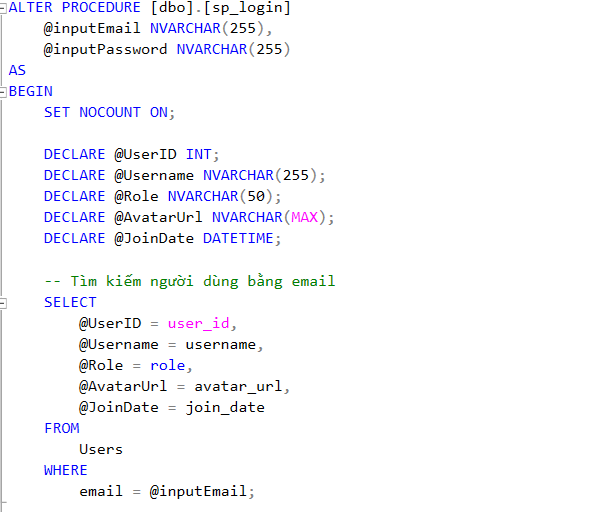 ALTER PROCEDURE [dbo].[sp_login]
    @inputEmail NVARCHAR(255),
    @inputPassword NVARCHAR(255)
AS
BEGIN
    SET NOCOUNT ON;

    DECLARE @UserID INT;
    DECLARE @Username NVARCHAR(255);
    DECLARE @Role NVARCHAR(50);
    DECLARE @AvatarUrl NVARCHAR(MAX);
    DECLARE @JoinDate DATETIME;

    -- Tìm kiếm người dùng bằng email
    SELECT
        @UserID = user_id,
        @Username = username,
        @Role = role,
        @AvatarUrl = avatar_url,
        @JoinDate = join_date
    FROM
        Users
    WHERE
        email = @inputEmail;